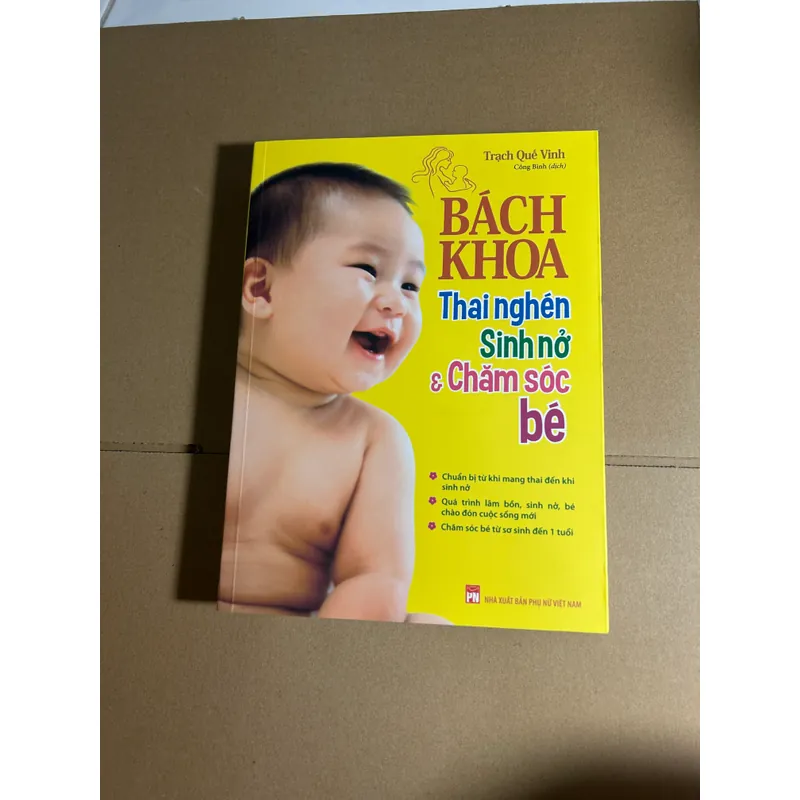 Trạch Quế Vinh
Công Bình (dịch)
BÁCH
KHOA
Thai nghén
Sinh nở
& Chăm sóc
bé
Chuẩn bị từ khi mang thai đến khi
sinh nở
Quá trình lâm bồn, sinh nở, bé
chào đón cuộc sống mới
Chăm sóc bé từ sơ sinh đến 1 tuổi
PN
NHÀ XUẤT BẢN PHỤ NỮ VIỆT NAM